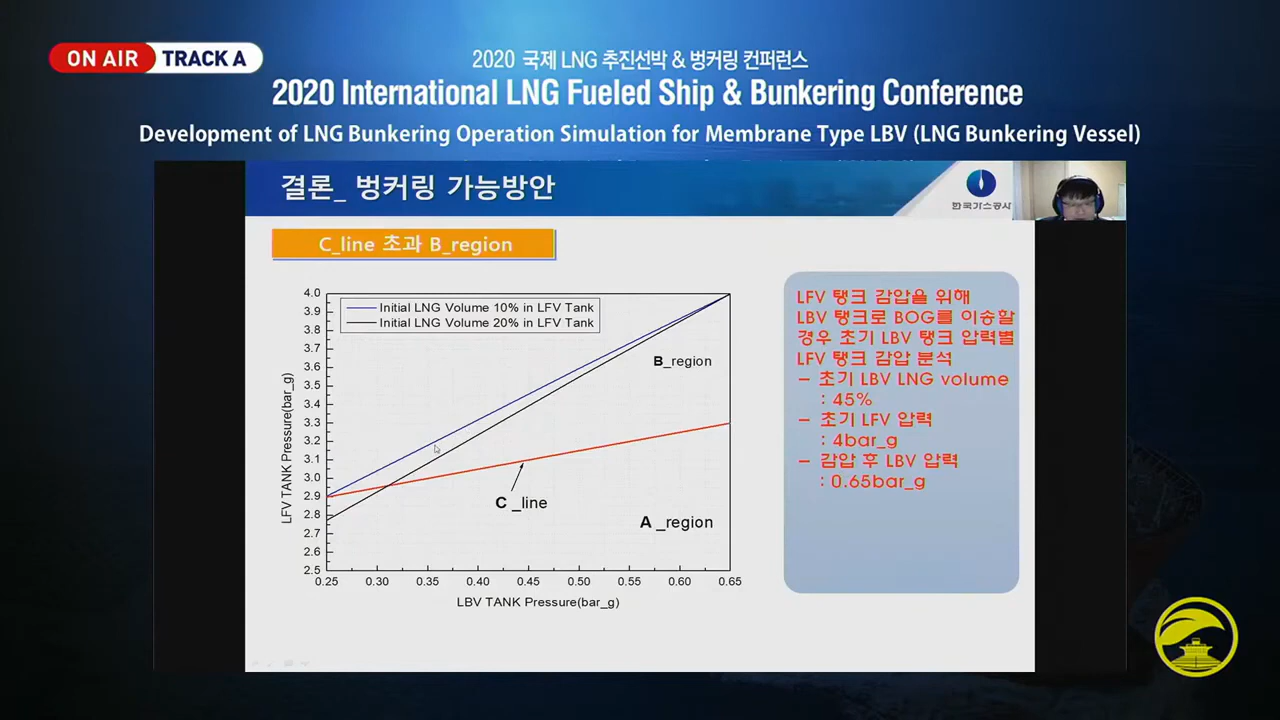 ON AIR
TRACK A
2020 국제 LNG 추진선박 & 벙커링 컨퍼런스
2020 International LNG Fueled Ship & Bunkering Conference
Development of LNG Bunkering Operation Simulation for Membrane Type LBV (LNG Bunkering Vessel)
결론_ 벙커링 가능방안
한국가스공사
C_line 초과 B_region
4.0
3.9
3.8
3.7
3.6
3.5
3.4
3.3
3.2
3.1
3.0
2.9
2.8
2.7
2.6
2.5
LFV TANK Pressure(bar_g)
Initial LNG Volume 10% in LFV Tank
Initial LNG Volume 20% in LFV Tank
B_region
C _line
A _region
0.25 0.30 0.35 0.40 0.45 0.50 0.55 0.60 0.65
LBV TANK Pressure(bar_g)
LFV 탱크 감압을 위해
LBV 탱크로 BOG를 이송할
경우 초기 LBV 탱크 압력별
LFV 탱크 감압 분석
– 초기 LBV LNG volume
: 45%
– 초기 LFV 압력
: 4bar_g
– 감압 후 LBV 압력
: 0.65bar_g